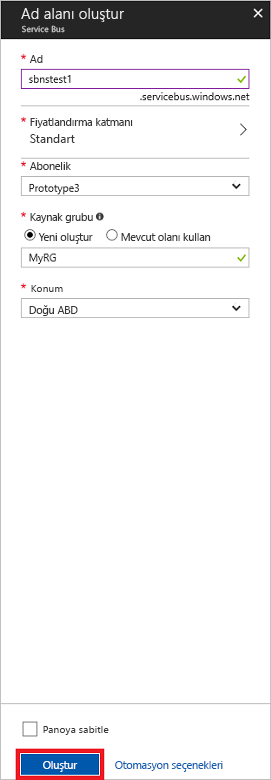 Ad alanı oluştur
Service Bus
* Ad
sbnstest1
.servicebus.windows.net
* Fiyatlandırma katmanı
Standart
* Abonelik
Prototype3
* Kaynak grubu
Yeni oluştur Mevcut olanı kullan
MyRG
* Konum
Doğu ABD
Panoya sabitle
Oluştur Otomasyon seçenekleri